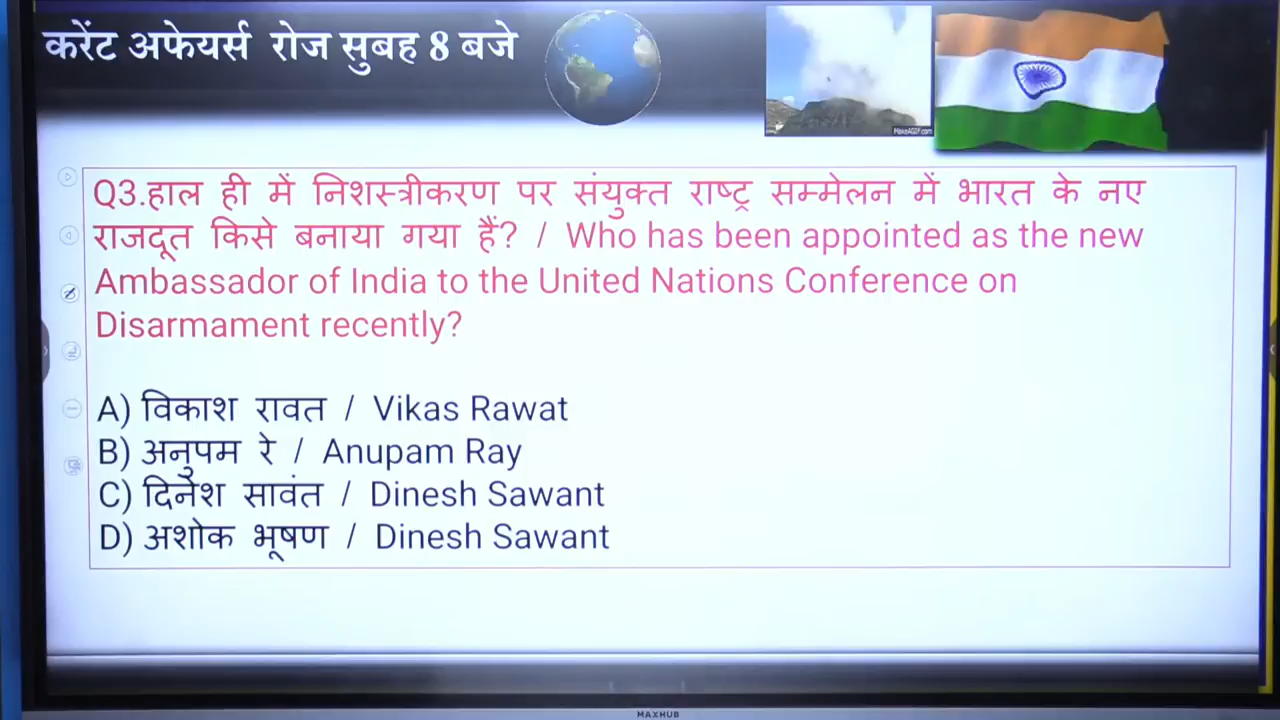 करेंट अफेयर्स रोज सुबह 8 बजे
MakeAGIF.com
Q3.हाल ही में निशस्त्रीकरण पर संयुक्त राष्ट्र सम्मेलन में भारत के नए
राजदूत किसे बनाया गया हैं? / Who has been appointed as the new
Ambassador of India to the United Nations Conference on
Disarmament recently?
A) विकाश रावत / Vikas Rawat
B) अनुपम रे / Anupam Ray
C) दिनेश सावंत / Dinesh Sawant
D) अशोक भूषण / Dinesh Sawant
MAXHUB